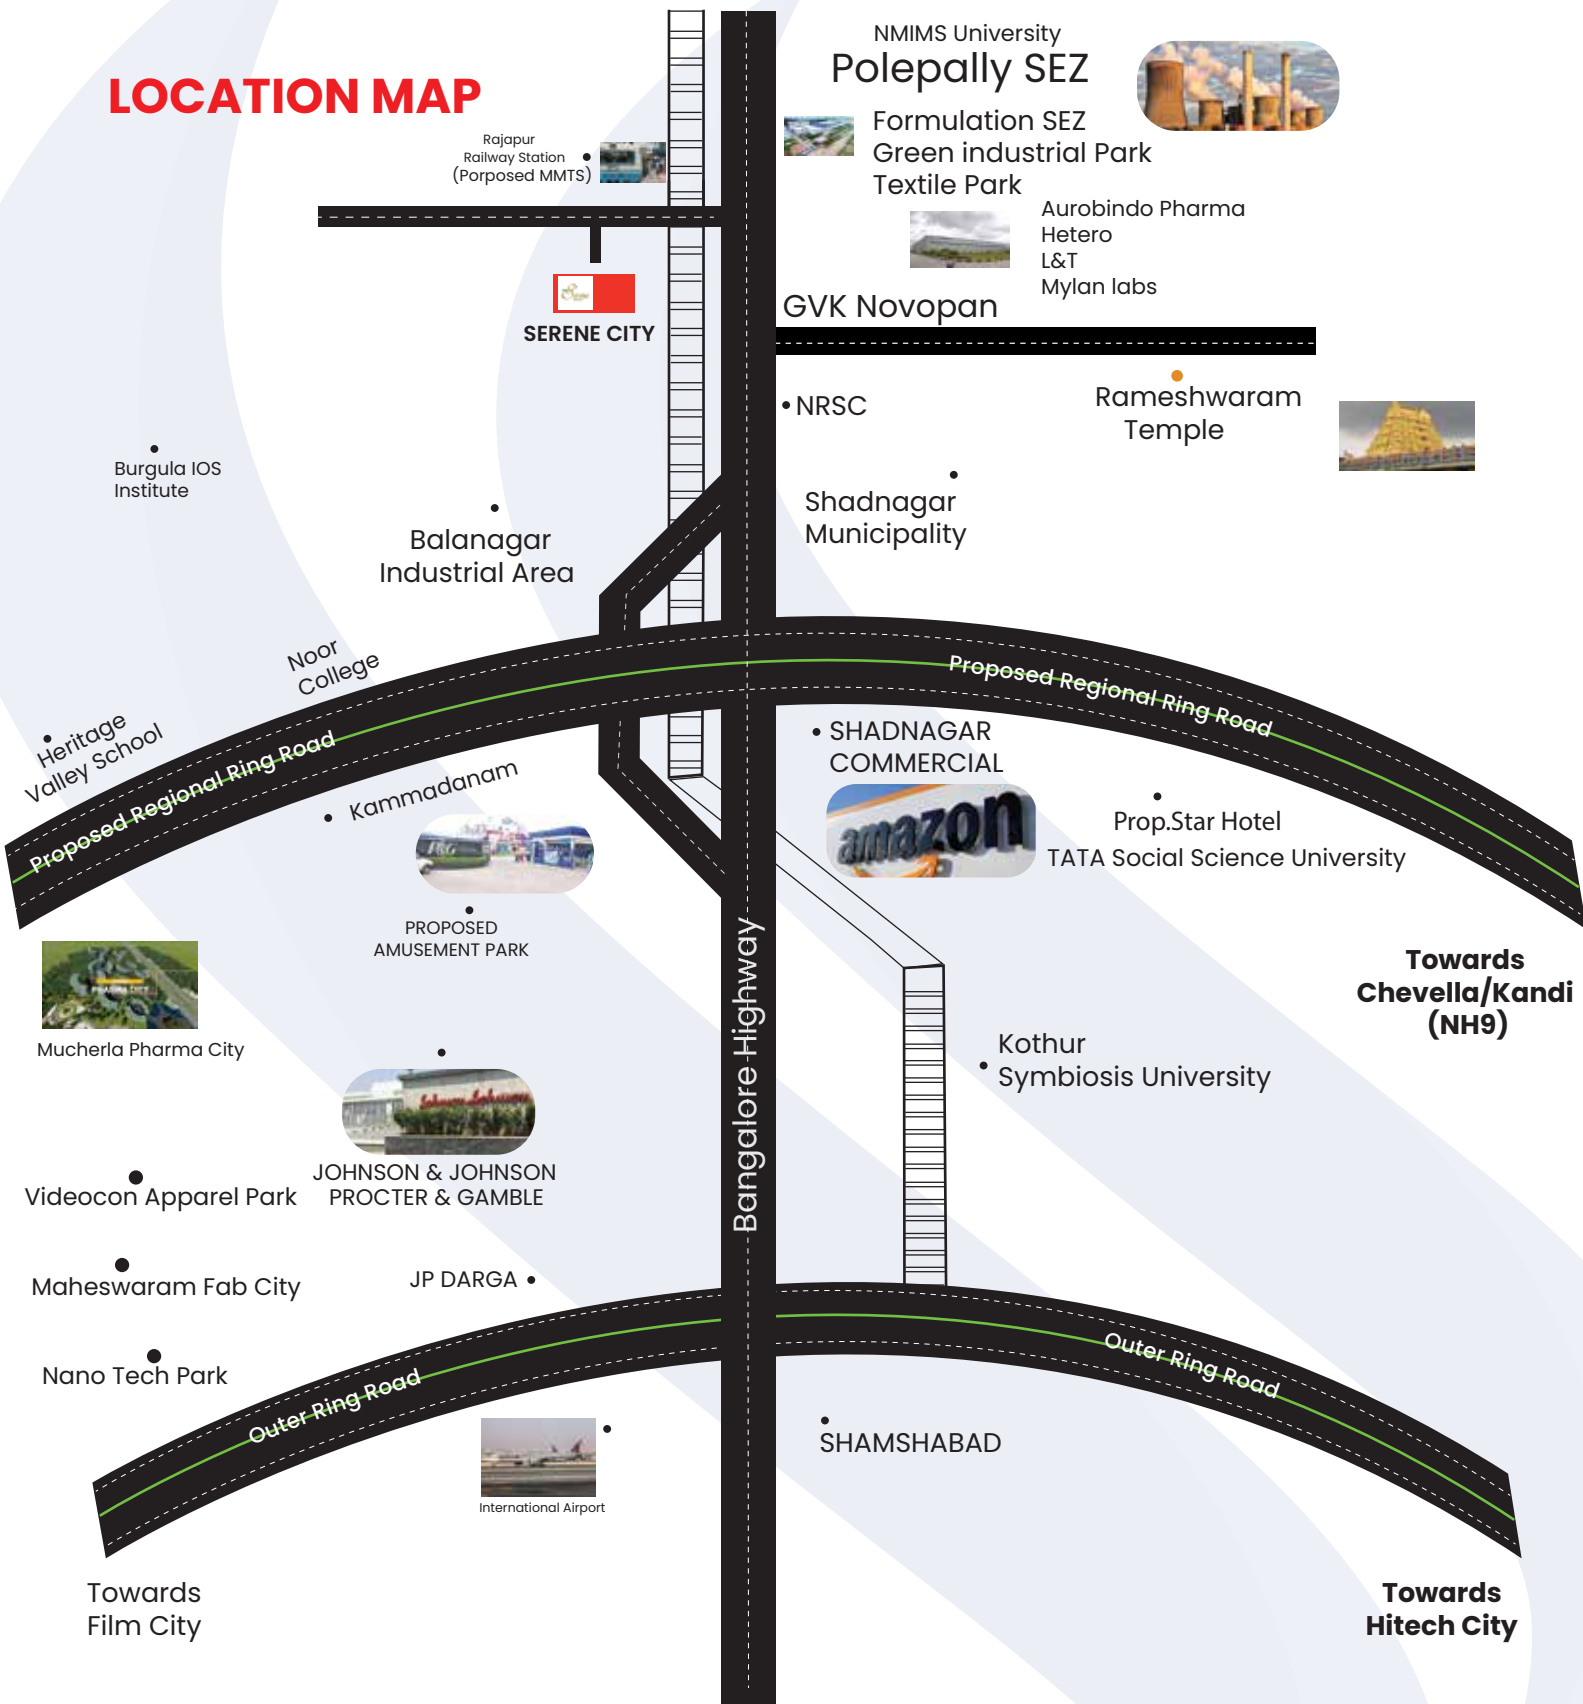 NMIMS University
Polepally SEZ
LOCATION MAP
Formulation SEZ
Green industrial Park
Textile Park
Rajapur
Railway Station
(Porposed MMTS)
Aurobindo Pharma
Hetero
L&T
Mylan labs
GVK Novopan
SERENE CITY
NRSC
Rameshwaram
Temple
Burgula IOS
Institute
Shadnagar
Municipality
Balanagar
Industrial Area
Noor
College
Proposed Regional Ring Road
Heritage
Valley School
Proposed Regional Ring Road
SHADNAGAR
COMMERCIAL
Kammadanam
amazon
P&G
Prop.Star Hotel
TATA Social Science University
PROPOSED
AMUSEMENT PARK
Towards
Chevella/Kandi
(NH9)
Mucherla Pharma City
Bangalore Highway
Kothur
Symbiosis University
Johnson & Johnson
JOHNSON & JOHNSON
PROCTER & GAMBLE
Videocon Apparel Park
Maheswaram Fab City
JP DARGA
Nano Tech Park
Outer Ring Road
Outer Ring Road
SHAMSHABAD
International Airport
Towards
Film City
Towards
Hitech City